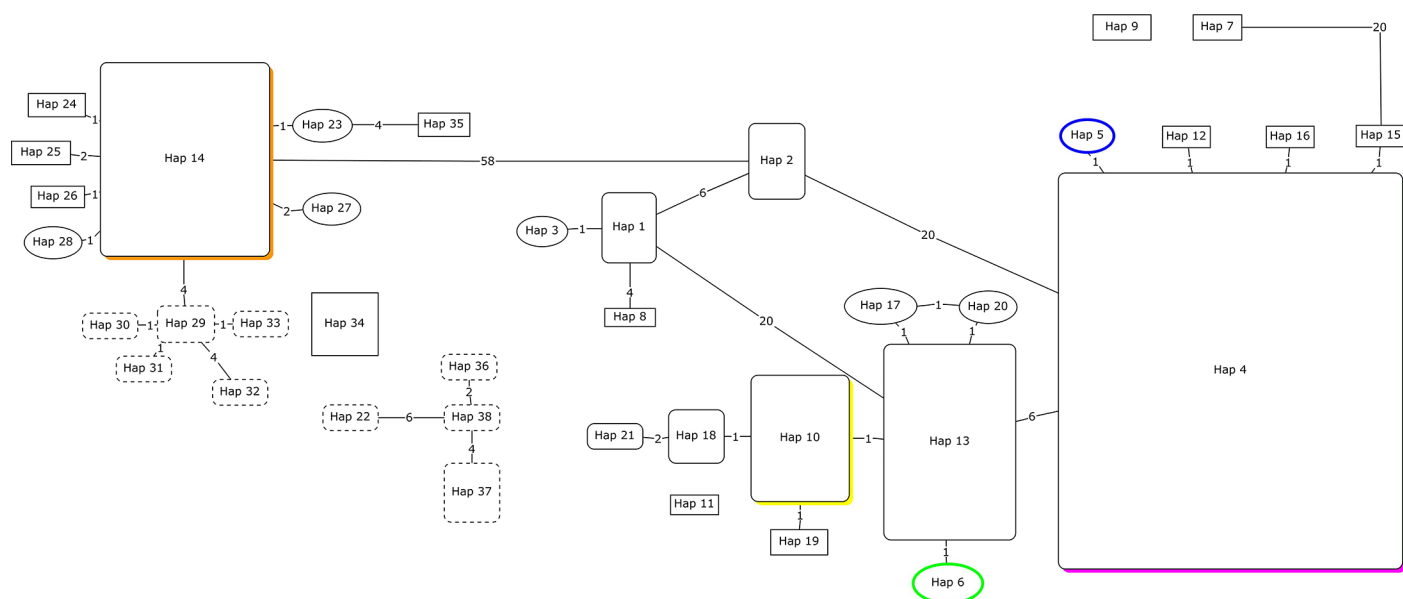 Hap 9
Hap 7
20
Hap 24
1
Hap 14
1
Hap 23
4
Hap 35
Hap 5
Hap 12
Hap 16
Hap 15
1
1
1
1
Hap 25
2
58
Hap 2
Hap 26
1
6
2
Hap 27
Hap 28
1
Hap 3
1
Hap 1
20
4
4
Hap 8
Hap 17
1
Hap 20
Hap 30
1
Hap 29
1
Hap 33
Hap 34
20
1
1
1
Hap 31
4
Hap 32
Hap 36
2
Hap 4
Hap 22
6
Hap 38
6
Hap 21
2
Hap 18
1
Hap 10
1
Hap 13
4
Hap 37
Hap 11
1
Hap 19
1
Hap 6